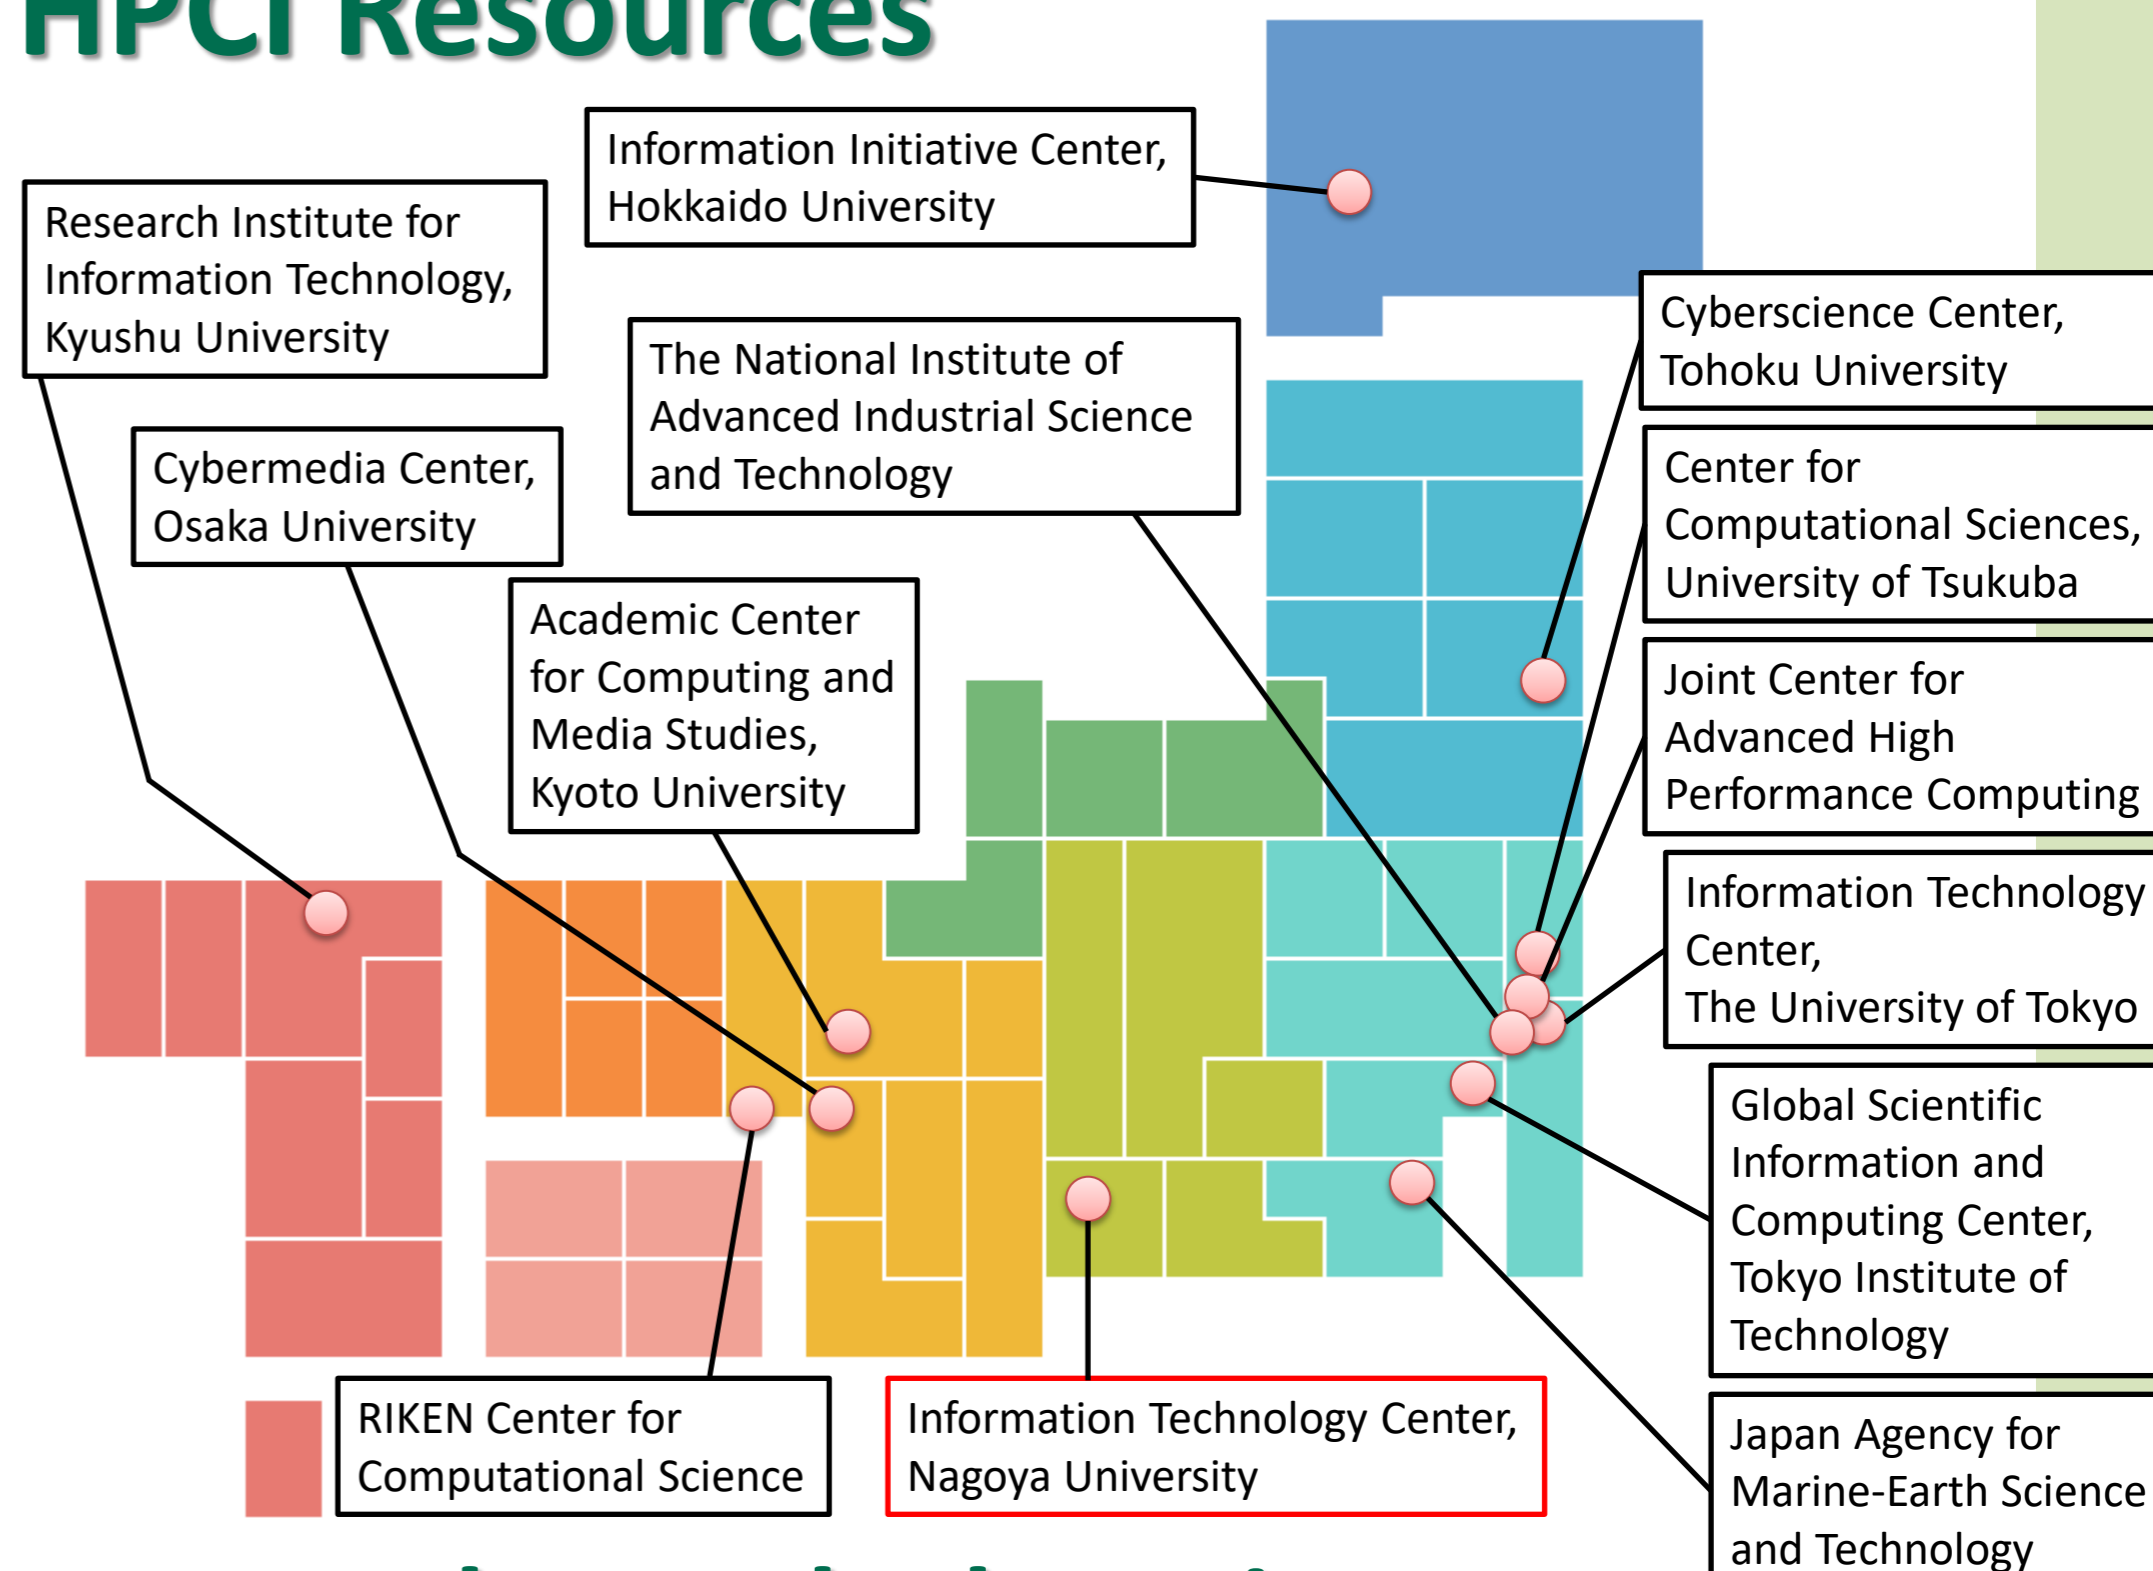 HPCI Resources
Information Initiative Center,
Hokkaido University
Research Institute for
Information Technology,
Kyushu University
Cyberscience Center,
Tohoku University
The National Institute of
Advanced Industrial Science
and Technology
Cybermedia Center,
Osaka University
Center for
Computational Sciences,
University of Tsukuba
Academic Center
for Computing and
Media Studies,
Kyoto University
Joint Center for
Advanced High
Performance Computing
Information Technology
Center,
The University of Tokyo
Global Scientific
Information and
Computing Center,
Tokyo Institute of
Technology
RIKEN Center for
Computational Science
Information Technology Center,
Nagoya University
Japan Agency for
Marine-Earth Science
and Technology